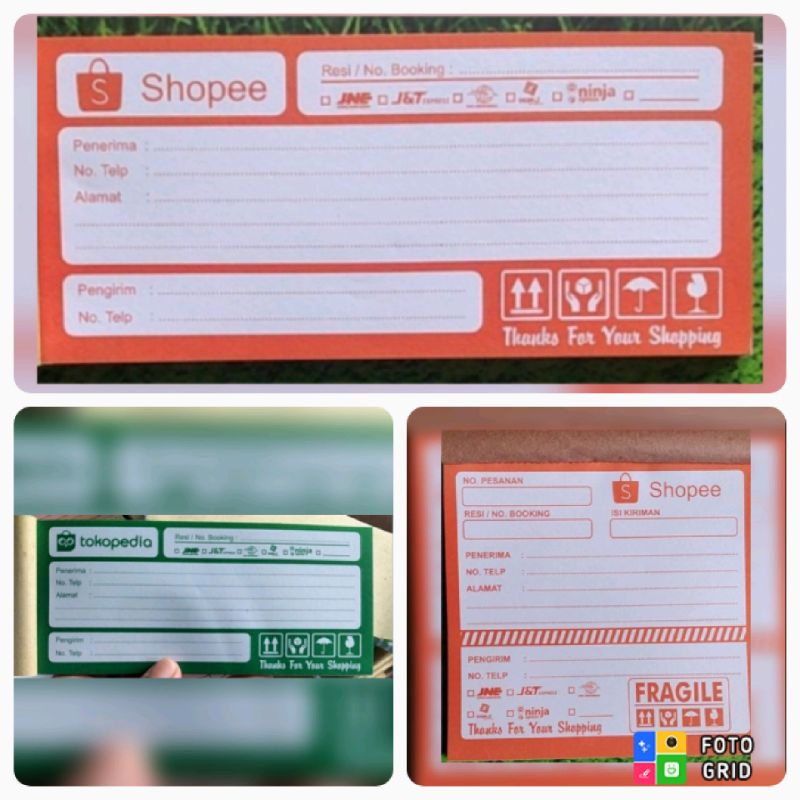 Shopee
Resi / No. Booking :
JNE J&T EXPRESS ninja
Penerima :
No. Telp :
Alamat :
Pengirim :
No. Telp :
Thanks For Your Shopping
tokopedia
Resi / No. Booking :
JNE J&T EXPRESS ninja
Penerima :
No. Telp :
Alamat :
Pengirim :
No. Telp :
Thanks For Your Shopping
NO. PESANAN
Shopee
RESI / NO. BOOKING
ISI KIRIMAN
PENERIMA :
NO. TELP :
ALAMAT :
PENGIRIM :
NO. TELP :
JNE J&T EXPRESS
ninja
FRAGILE
Thanks For Your Shopping
FOTO
GRID